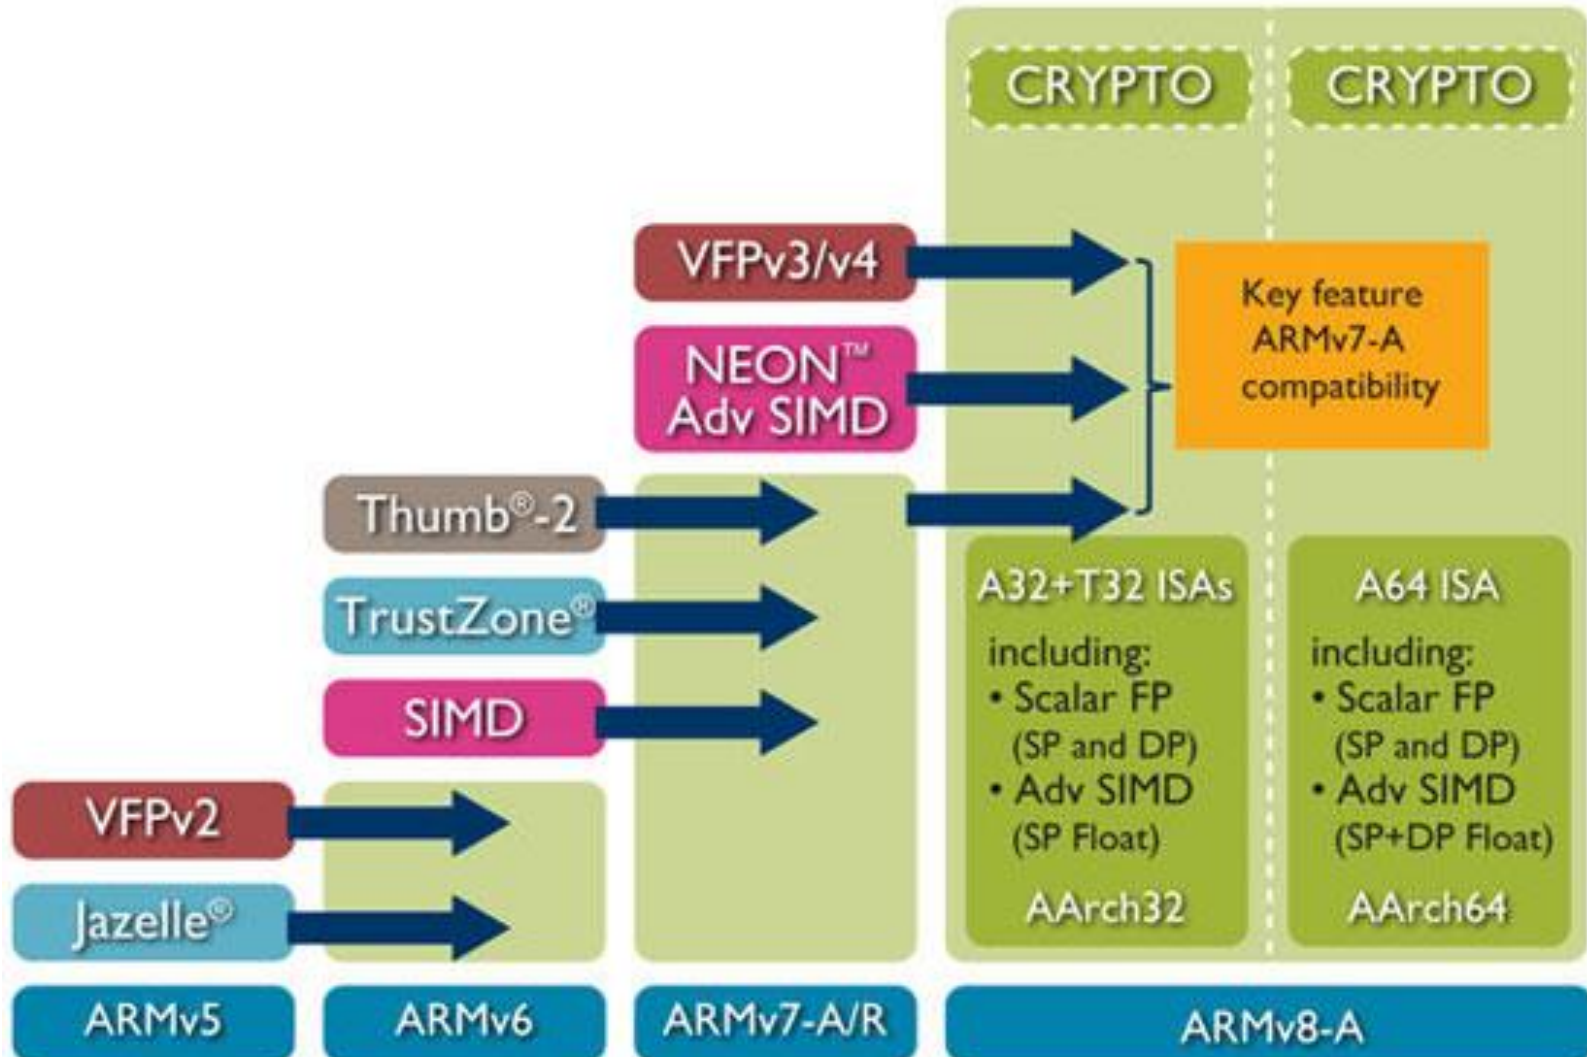 CRYPTO
CRYPTO
VFPv3/v4
Key feature
ARMv7-A
compatibility
NEON™
Adv SIMD
Thumb®-2
TrustZone®
SIMD
A32+T32 ISAs
including:
• Scalar FP
(SP and DP)
• Adv SIMD
(SP Float)
AArch32
A64 ISA
including:
• Scalar FP
(SP and DP)
• Adv SIMD
(SP+DP Float)
AArch64
VFPv2
Jazelle®
ARMv5
ARMv6
ARMv7-A/R
ARMv8-A